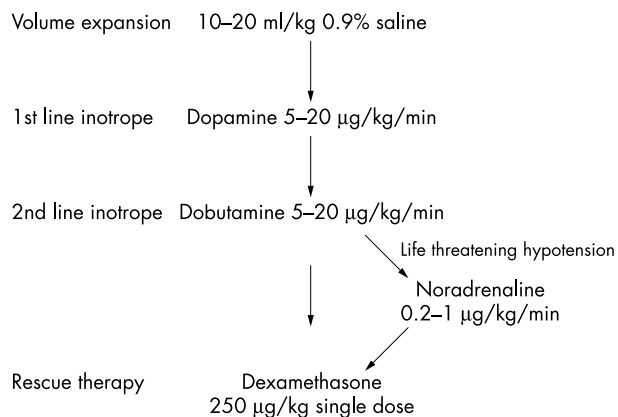 Volume expansion 10–20 ml/kg 0.9% saline
1st line inotrope Dopamine 5–20 μg/kg/min
2nd line inotrope Dobutamine 5–20 μg/kg/min
Life threatening hypotension
Noradrenaline
0.2–1 μg/kg/min
Rescue therapy Dexamethasone
250 μg/kg single dose